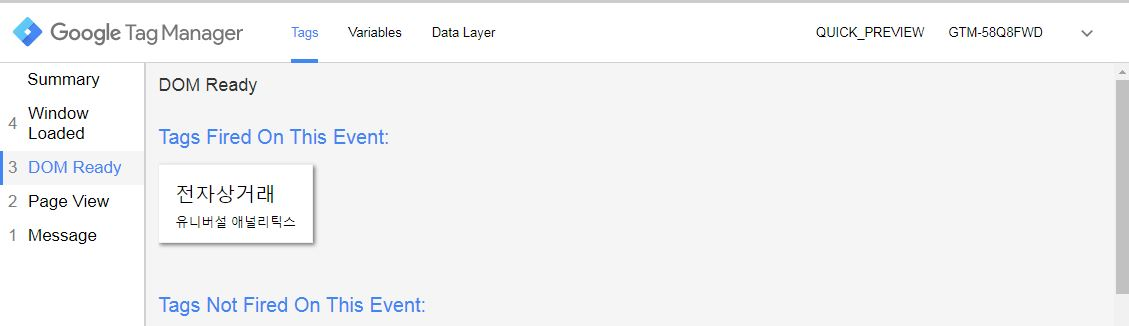 Google Tag Manager
Tags
Variables
Data Layer
QUICK_PREVIEW
GTM-58Q8FWD
Summary
4 Window
Loaded
3 DOM Ready
2 Page View
1 Message
DOM Ready
Tags Fired On This Event:
전자상거래
유니버설 애널리틱스
Tags Not Fired On This Event: